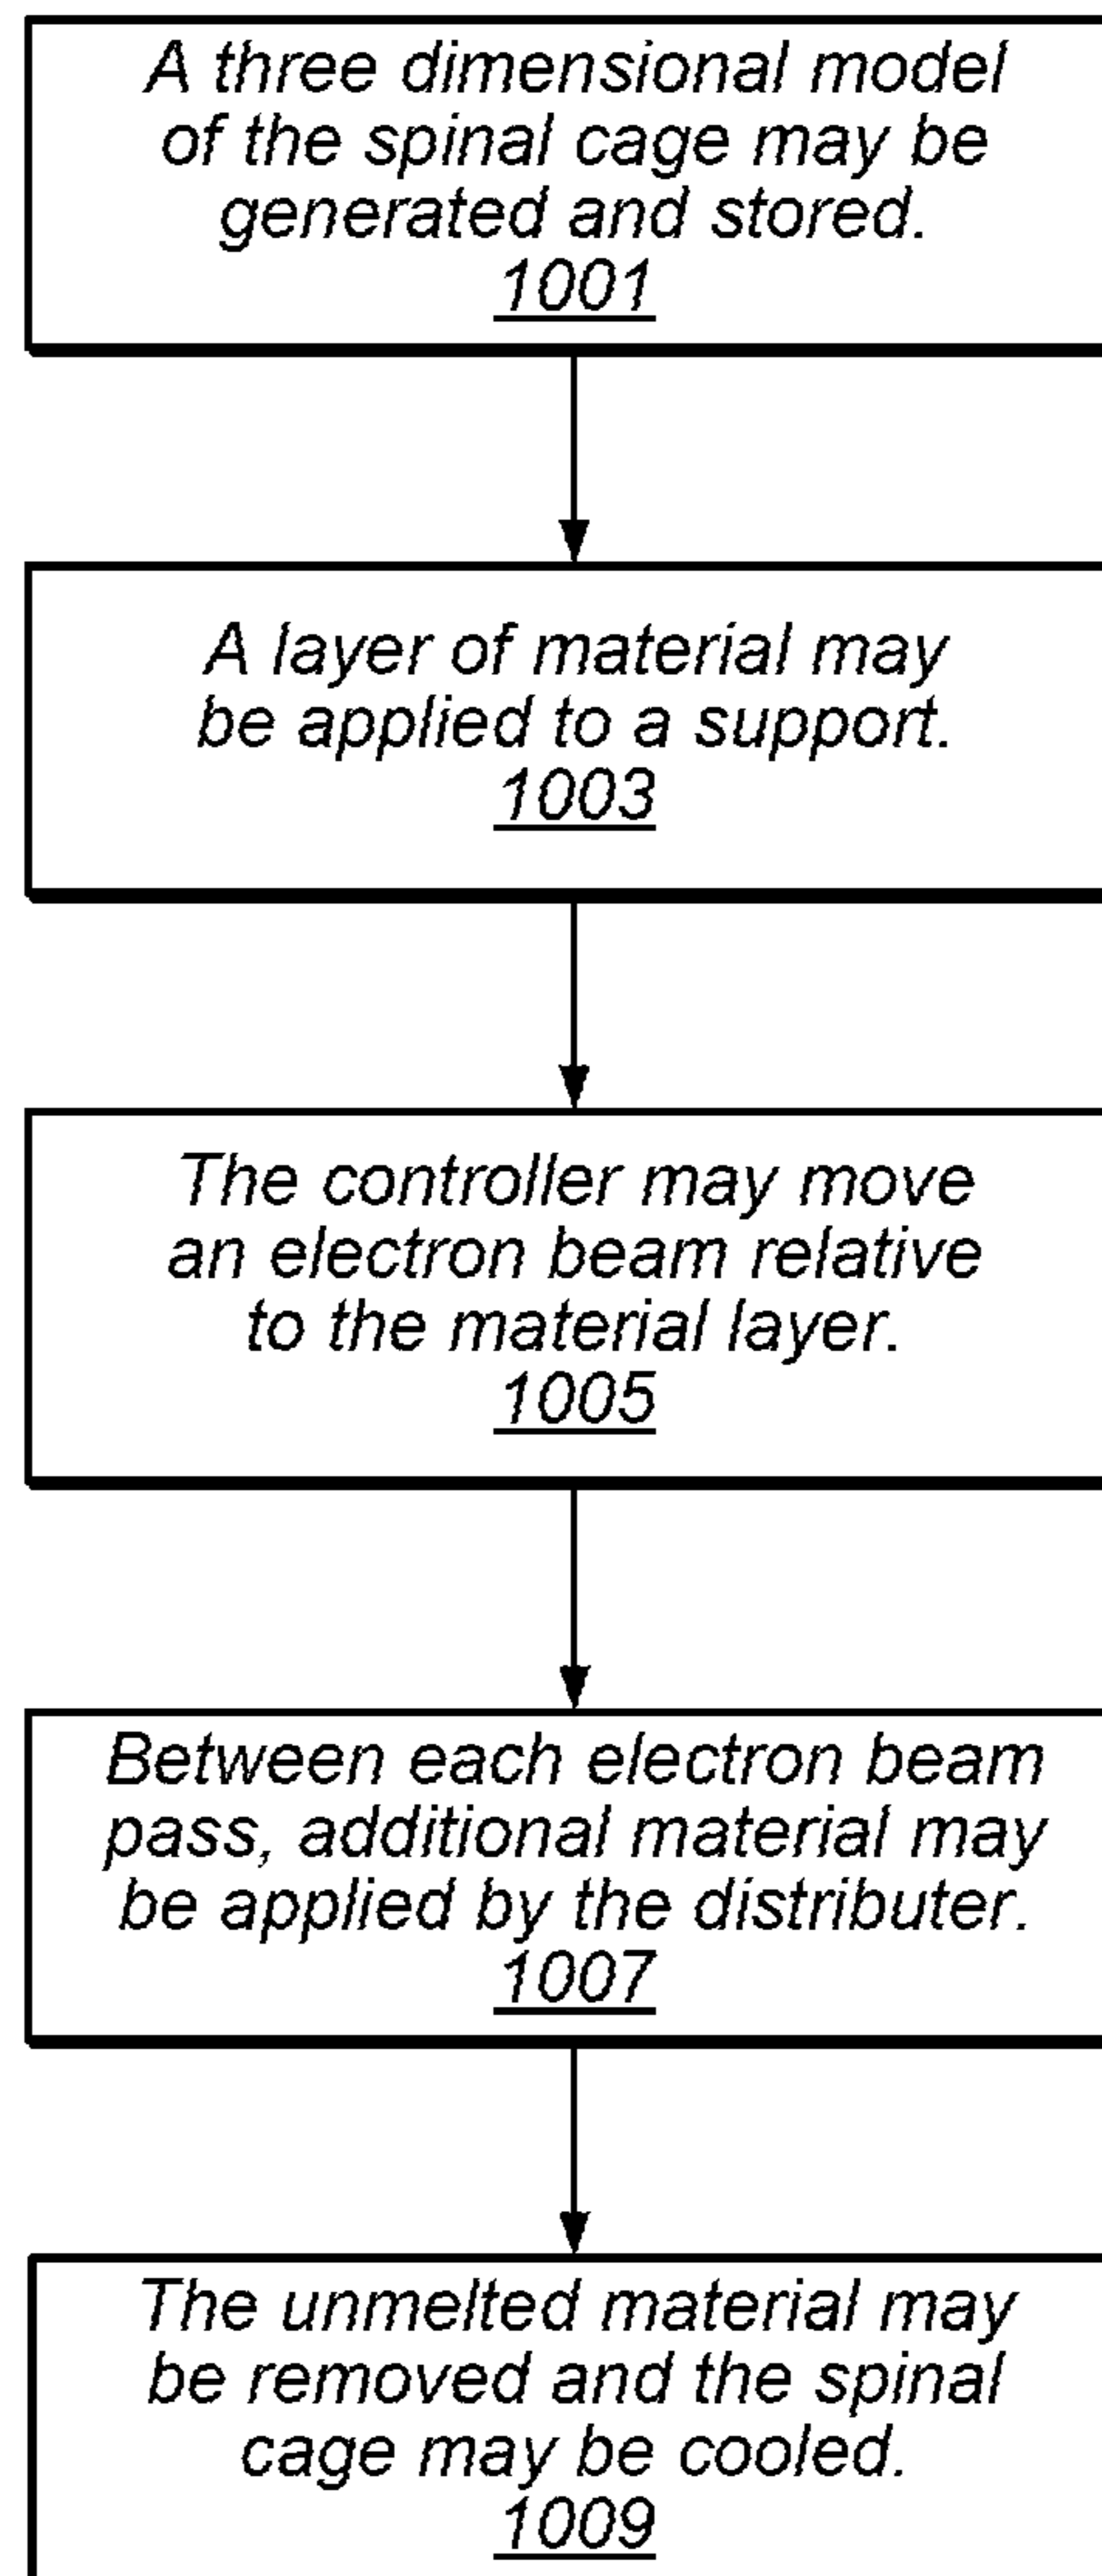 A three dimensional model
of the spinal cage may be
generated and stored.
1001
A layer of material may
be applied to a support.
1003
The controller may move
an electron beam relative
to the material layer.
1005
Between each electron beam
pass, additional material may
be applied by the distributer.
1007
The unmelted material may
be removed and the spinal
cage may be cooled.
1009